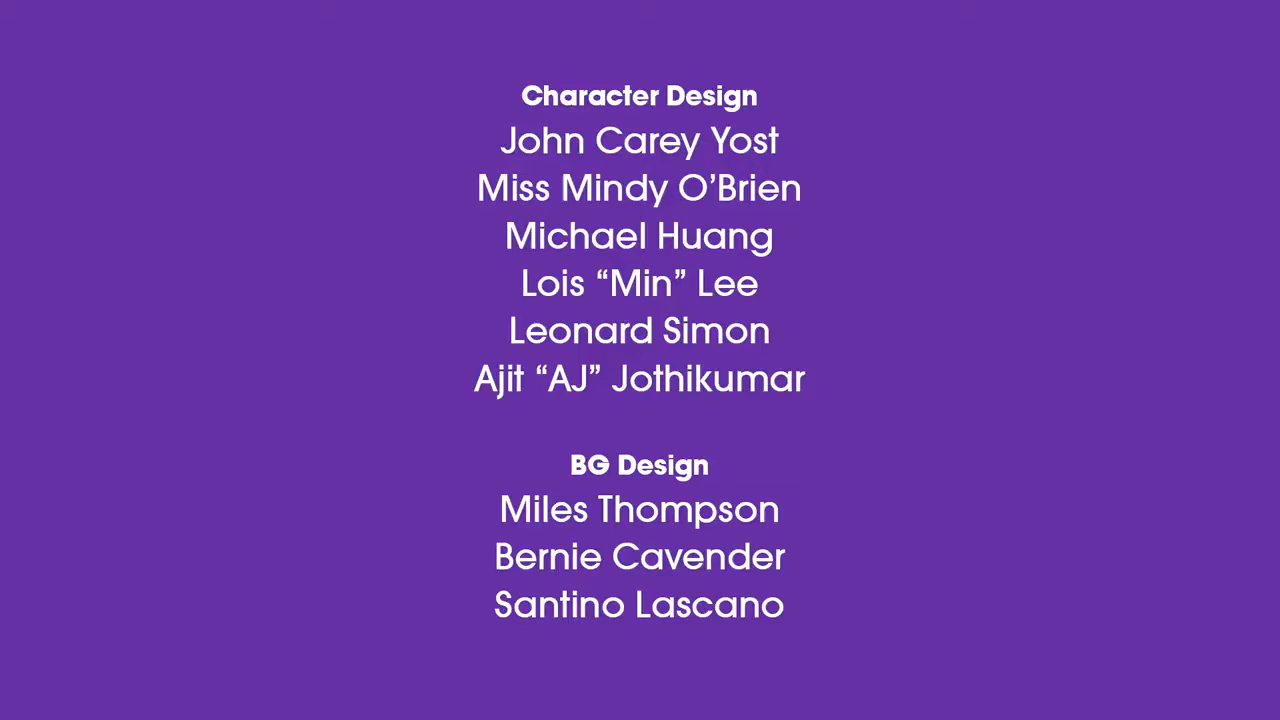 Character Design
John Carey Yost
Miss Mindy O’Brien
Michael Huang
Lois “Min” Lee
Leonard Simon
Ajit “AJ” Jothikumar
BG Design
Miles Thompson
Bernie Cavender
Santino Lascano